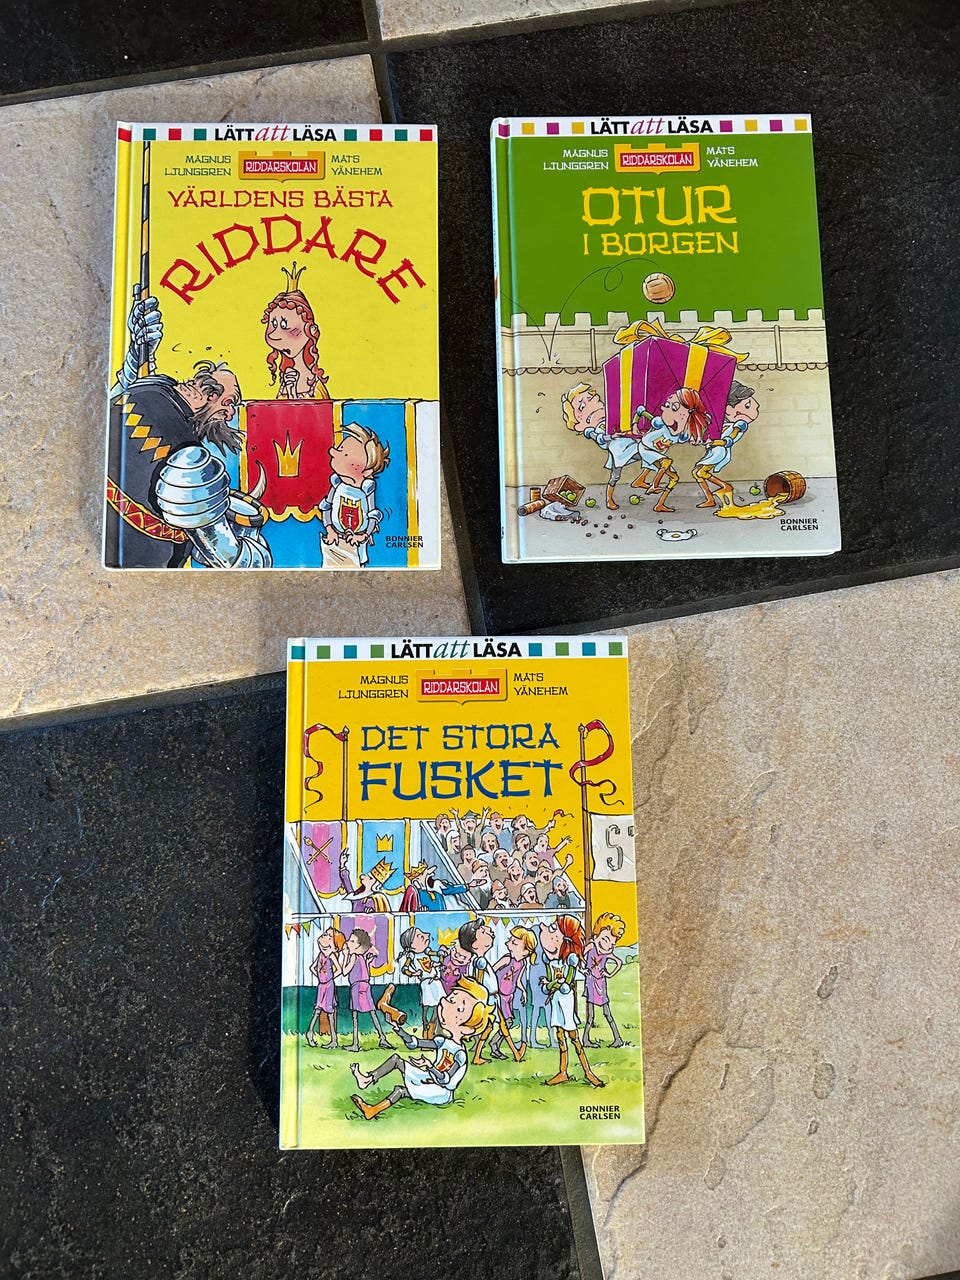 LÄTT att LÄSA
MAGNUS LJUNGGREN
RIDDARSKOLAN
MATS VÄNEHEM
VÄRLDENS BÄSTA
RIDDARE
BONNIER
CARLSEN
LÄTT att LÄSA
MAGNUS LJUNGGREN
RIDDARSKOLAN
MATS VÄNEHEM
OTUR
I BORGEN
BONNIER
CARLSEN
LÄTT att LÄSA
MAGNUS LJUNGGREN
RIDDARSKOLAN
MATS VÄNEHEM
DET STORA
FUSKET
S
BONNIER
CARLSEN